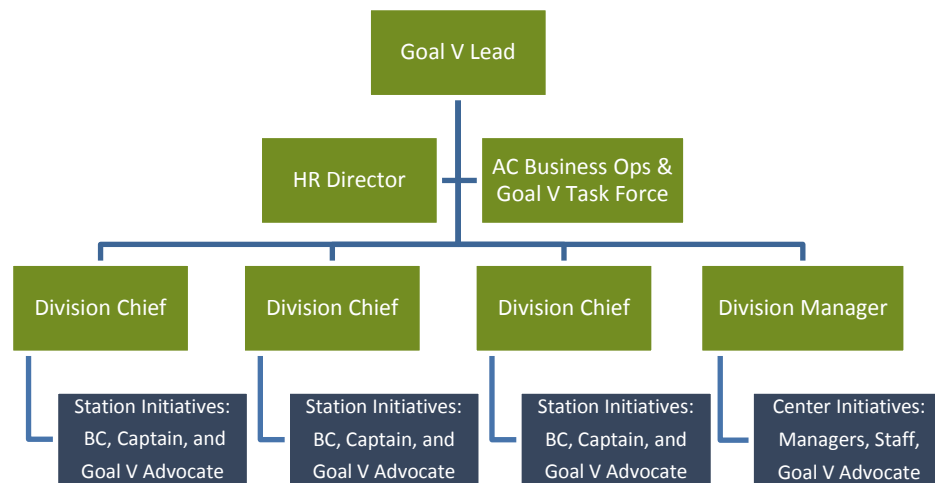 Goal V Lead
HR Director
AC Business Ops &
Goal V Task Force
Division Chief
Division Chief
Division Chief
Division Manager
Station Initiatives:
BC, Captain, and
Goal V Advocate
Station Initiatives:
BC, Captain, and
Goal V Advocate
Station Initiatives:
BC, Captain, and
Goal V Advocate
Center Initiatives:
Managers, Staff,
Goal V Advocate